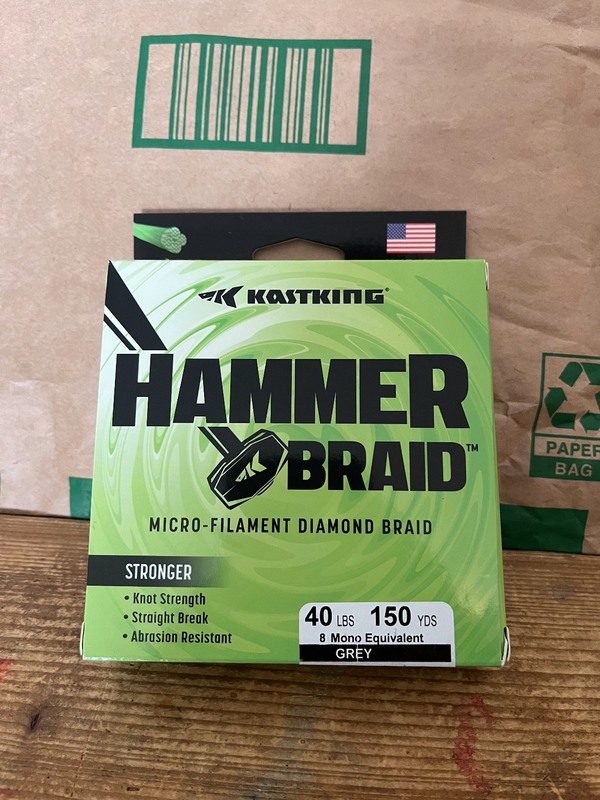 KASTKING®
HAMMER
BRAID™
MICRO-FILAMENT DIAMOND BRAID
STRONGER
• Knot Strength
• Straight Break
• Abrasion Resistant
40 LBS 150 YDS
8 Mono Equivalent
GREY
PAPER
BAG